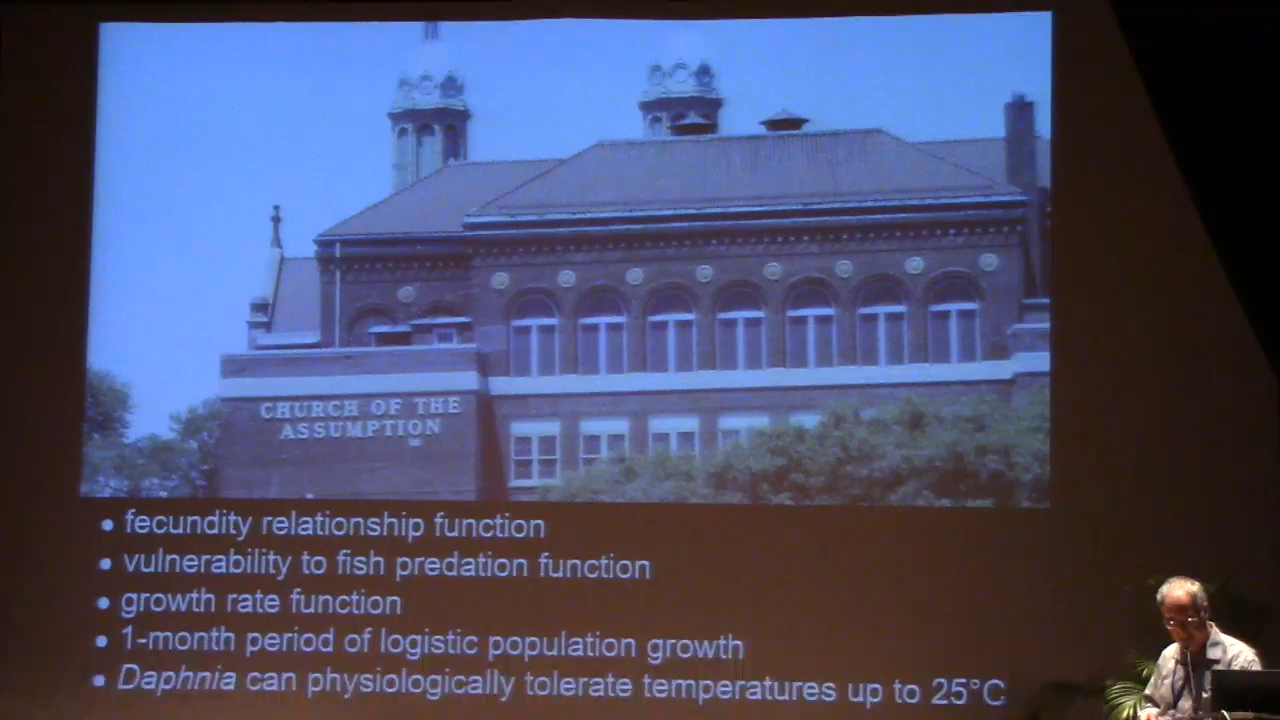 CHURCH OF THE
ASSUMPTION
• fecundity relationship function
• vulnerability to fish predation function
• growth rate function
• 1-month period of logistic population growth
• Daphnia can physiologically tolerate temperatures up to 25°C